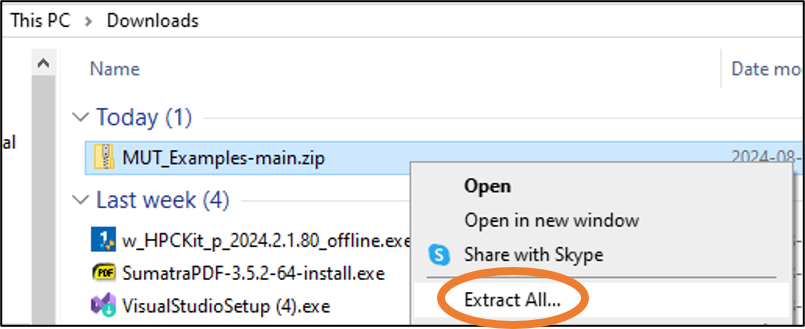 This PC > Downloads
al
Name
Date mo
Today (1)
MUT_Examples-main.zip
2024-08-
Open
Last week (4)
Open in new window
w_HPCKit_p_2024.2.1.80_offline.exe
Share with Skype
PDF
SumatraPDF-3.5.2-64-install.exe
VisualStudioSetup (4).exe
Extract All...